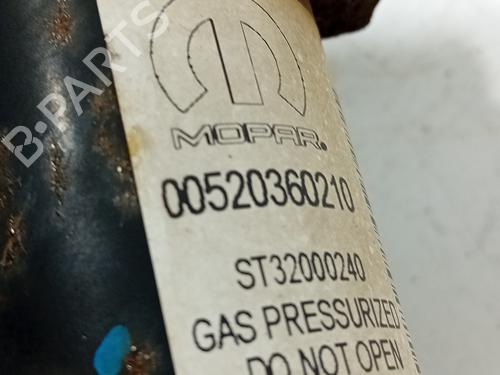 B-PARTS
MOPAR®
00520360210
ST32000240
GAS PRESSURIZED
DO NOT OPEN